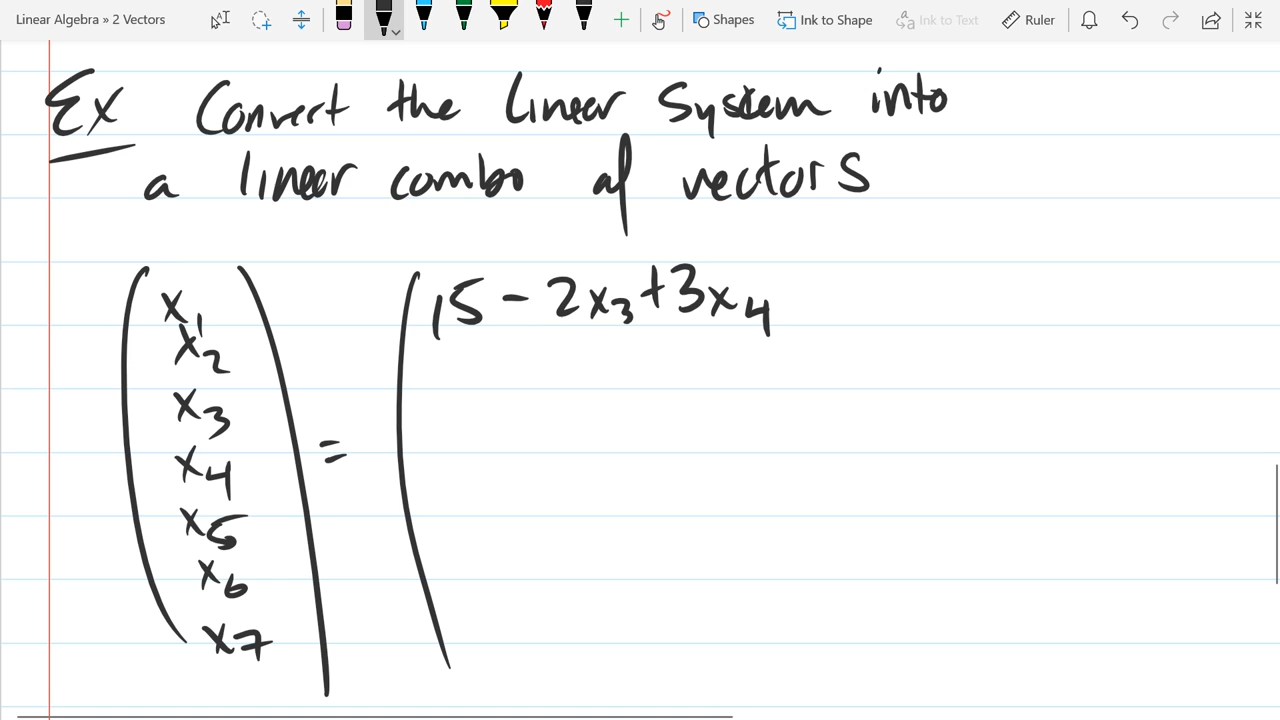 Linear Algebra » 2 Vectors
Shapes
Ink to Shape
Ink to Text
Ruler
Ex Convert the linear system into
a linear combo of vectors
( x1 ) = ( 15 - 2x3 + 3x4
x2
x3
x4
x5
x6
x7